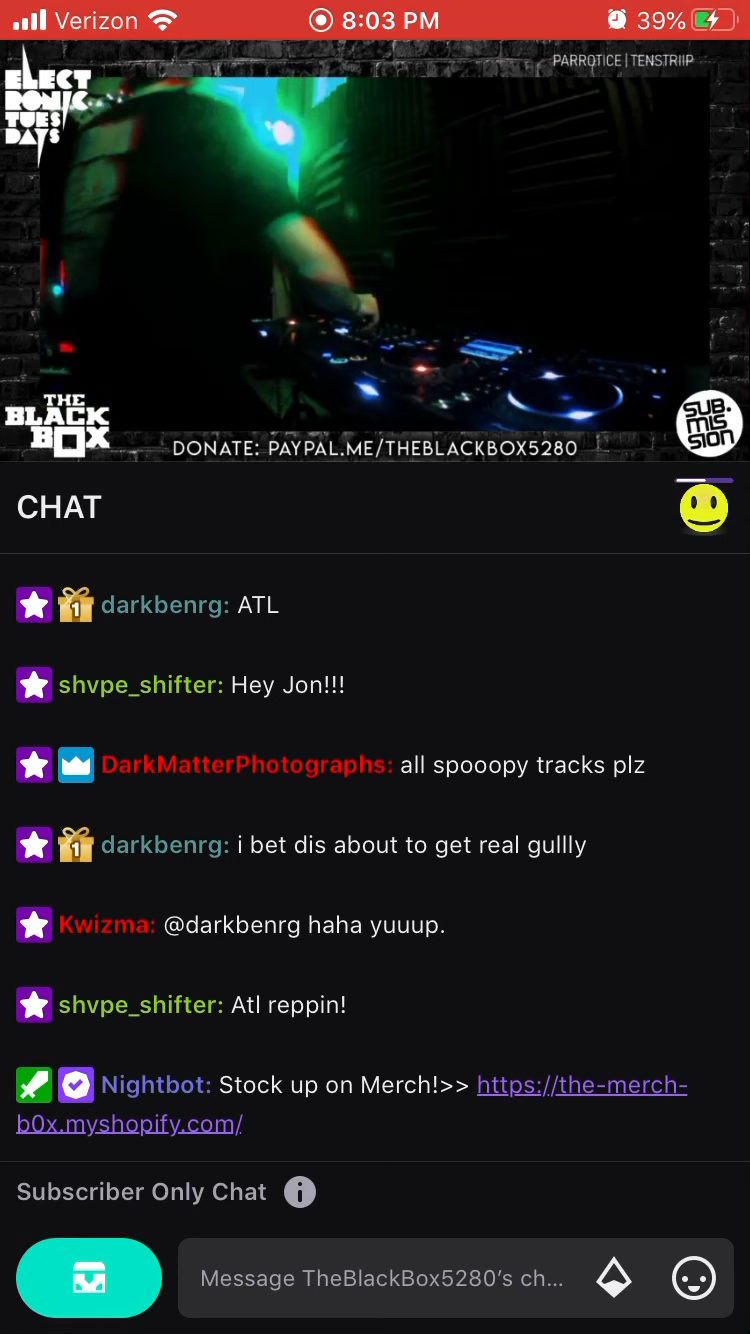 Verizon 8:03 PM 39%
PARROTICE | TENSTRIIP
ELECT
RONIC
TUES
DAYS
THE
BLACK
BOX
SUB.
MIS
SION
DONATE: PAYPAL.ME/THEBLACKBOX5280
CHAT
1 darkbenrg: ATL
shvpe_shifter: Hey Jon!!!
DarkMatterPhotographs: all spooopy tracks plz
1 darkbenrg: i bet dis about to get real gullly
Kwizma: @darkbenrg haha yuuup.
shvpe_shifter: Atl reppin!
Nightbot: Stock up on Merch!>> https://the-merch-
b0x.myshopify.com/
Subscriber Only Chat
Message TheBlackBox5280’s ch...